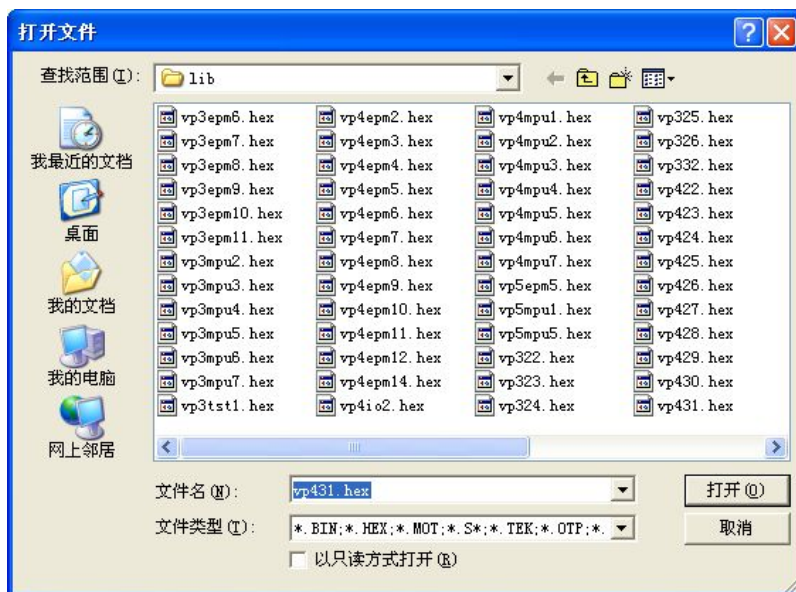 打开文件
查找范围(I):
lib
我最近的文档
桌面
我的文档
我的电脑
网上邻居
vp3epm6.hex
vp3epm7.hex
vp3epm8.hex
vp3epm9.hex
vp3epm10.hex
vp3epm11.hex
vp3mpu2.hex
vp3mpu3.hex
vp3mpu4.hex
vp3mpu5.hex
vp3mpu6.hex
vp3mpu7.hex
vp3tst1.hex
vp4epm2.hex
vp4epm3.hex
vp4epm4.hex
vp4epm5.hex
vp4epm6.hex
vp4epm7.hex
vp4epm8.hex
vp4epm9.hex
vp4epm10.hex
vp4epm11.hex
vp4epm12.hex
vp4epm14.hex
vp4io2.hex
vp4mpu1.hex
vp4mpu2.hex
vp4mpu3.hex
vp4mpu4.hex
vp4mpu5.hex
vp4mpu6.hex
vp4mpu7.hex
vp5epm5.hex
vp5mpu1.hex
vp5mpu5.hex
vp322.hex
vp323.hex
vp324.hex
vp325.hex
vp326.hex
vp332.hex
vp422.hex
vp423.hex
vp424.hex
vp425.hex
vp426.hex
vp427.hex
vp428.hex
vp429.hex
vp430.hex
vp431.hex
文件名(N):
vp431.hex
打开(O)
文件类型(T):
*.BIN;*.HEX;*.MOT;*.S*;*.TEK;*.OTP;*.
取消
以只读方式打开(R)